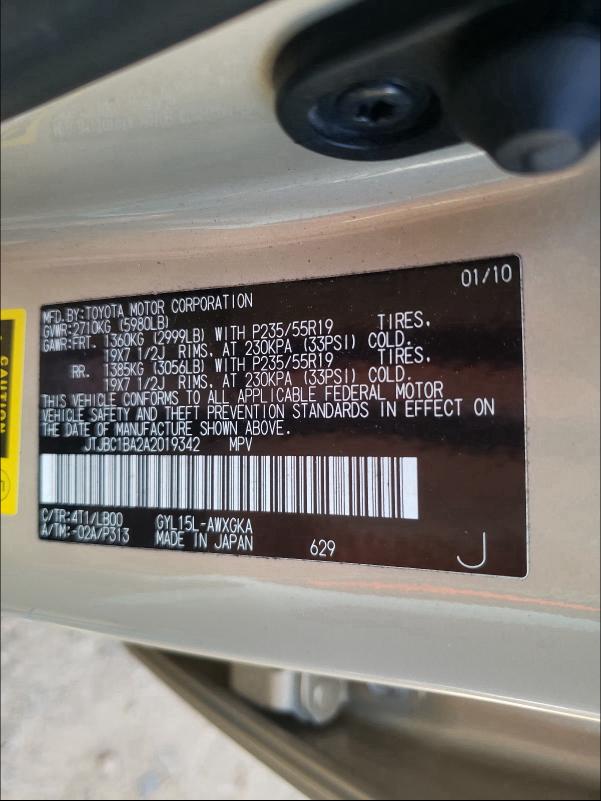 01/10
MFD.BY:TOYOTA MOTOR CORPORATION
GVWR:2710KG (5980LB)
GAWR:FRT. 1360KG (2999LB) WITH P235/55R19 TIRES,
19X7 1/2J RIMS, AT 230KPA (33PSI) COLD.
RR. 1385KG (3056LB) WITH P235/55R19 TIRES,
19X7 1/2J RIMS, AT 230KPA (33PSI) COLD.
THIS VEHICLE CONFORMS TO ALL APPLICABLE FEDERAL MOTOR
VEHICLE SAFETY AND THEFT PREVENTION STANDARDS IN EFFECT ON
THE DATE OF MANUFACTURE SHOWN ABOVE.
JTJBC1BA2A2019342 MPV
C/TR:4T1/LB00 GYL15L-AWXGKA
A/TM:-02A/P313 MADE IN JAPAN 629 J
CAUTION